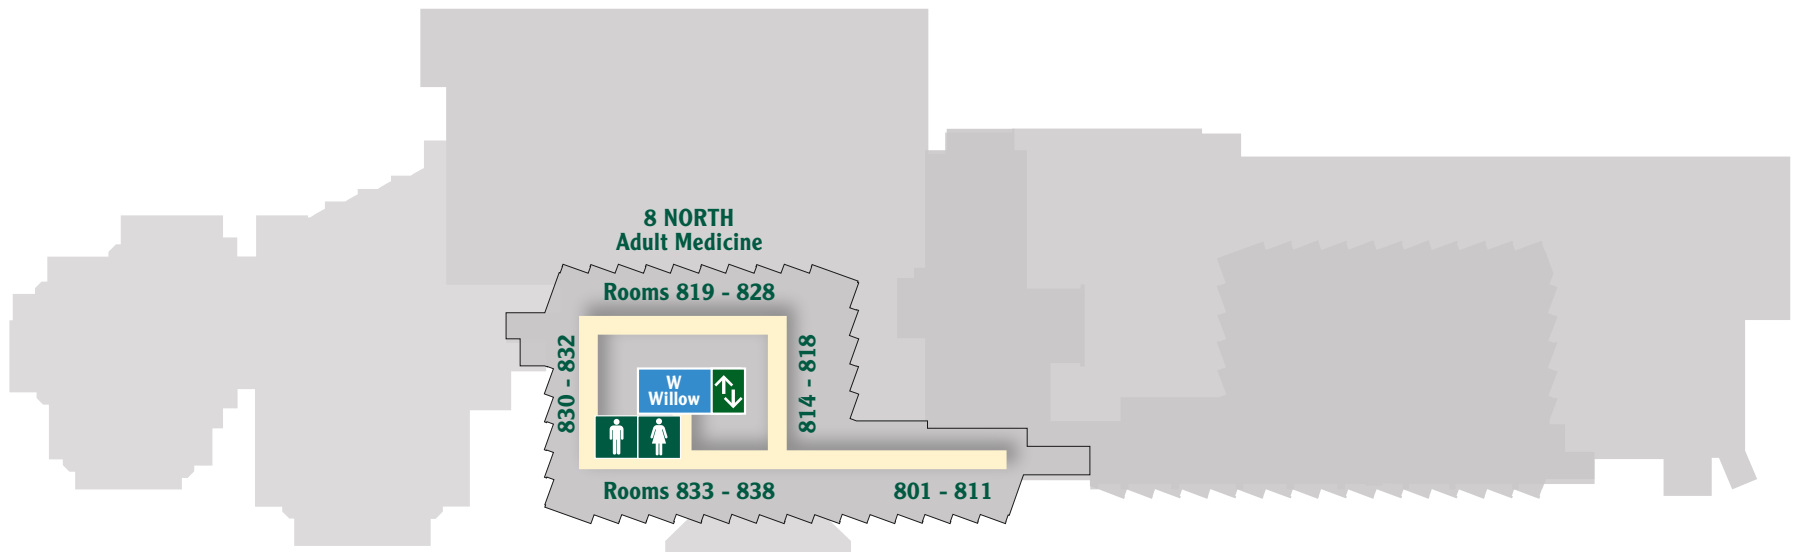 8 NORTH
Adult Medicine
Rooms 819 - 828
830 - 832
814 - 818
W
Willow
Rooms 833 - 838
801 - 811